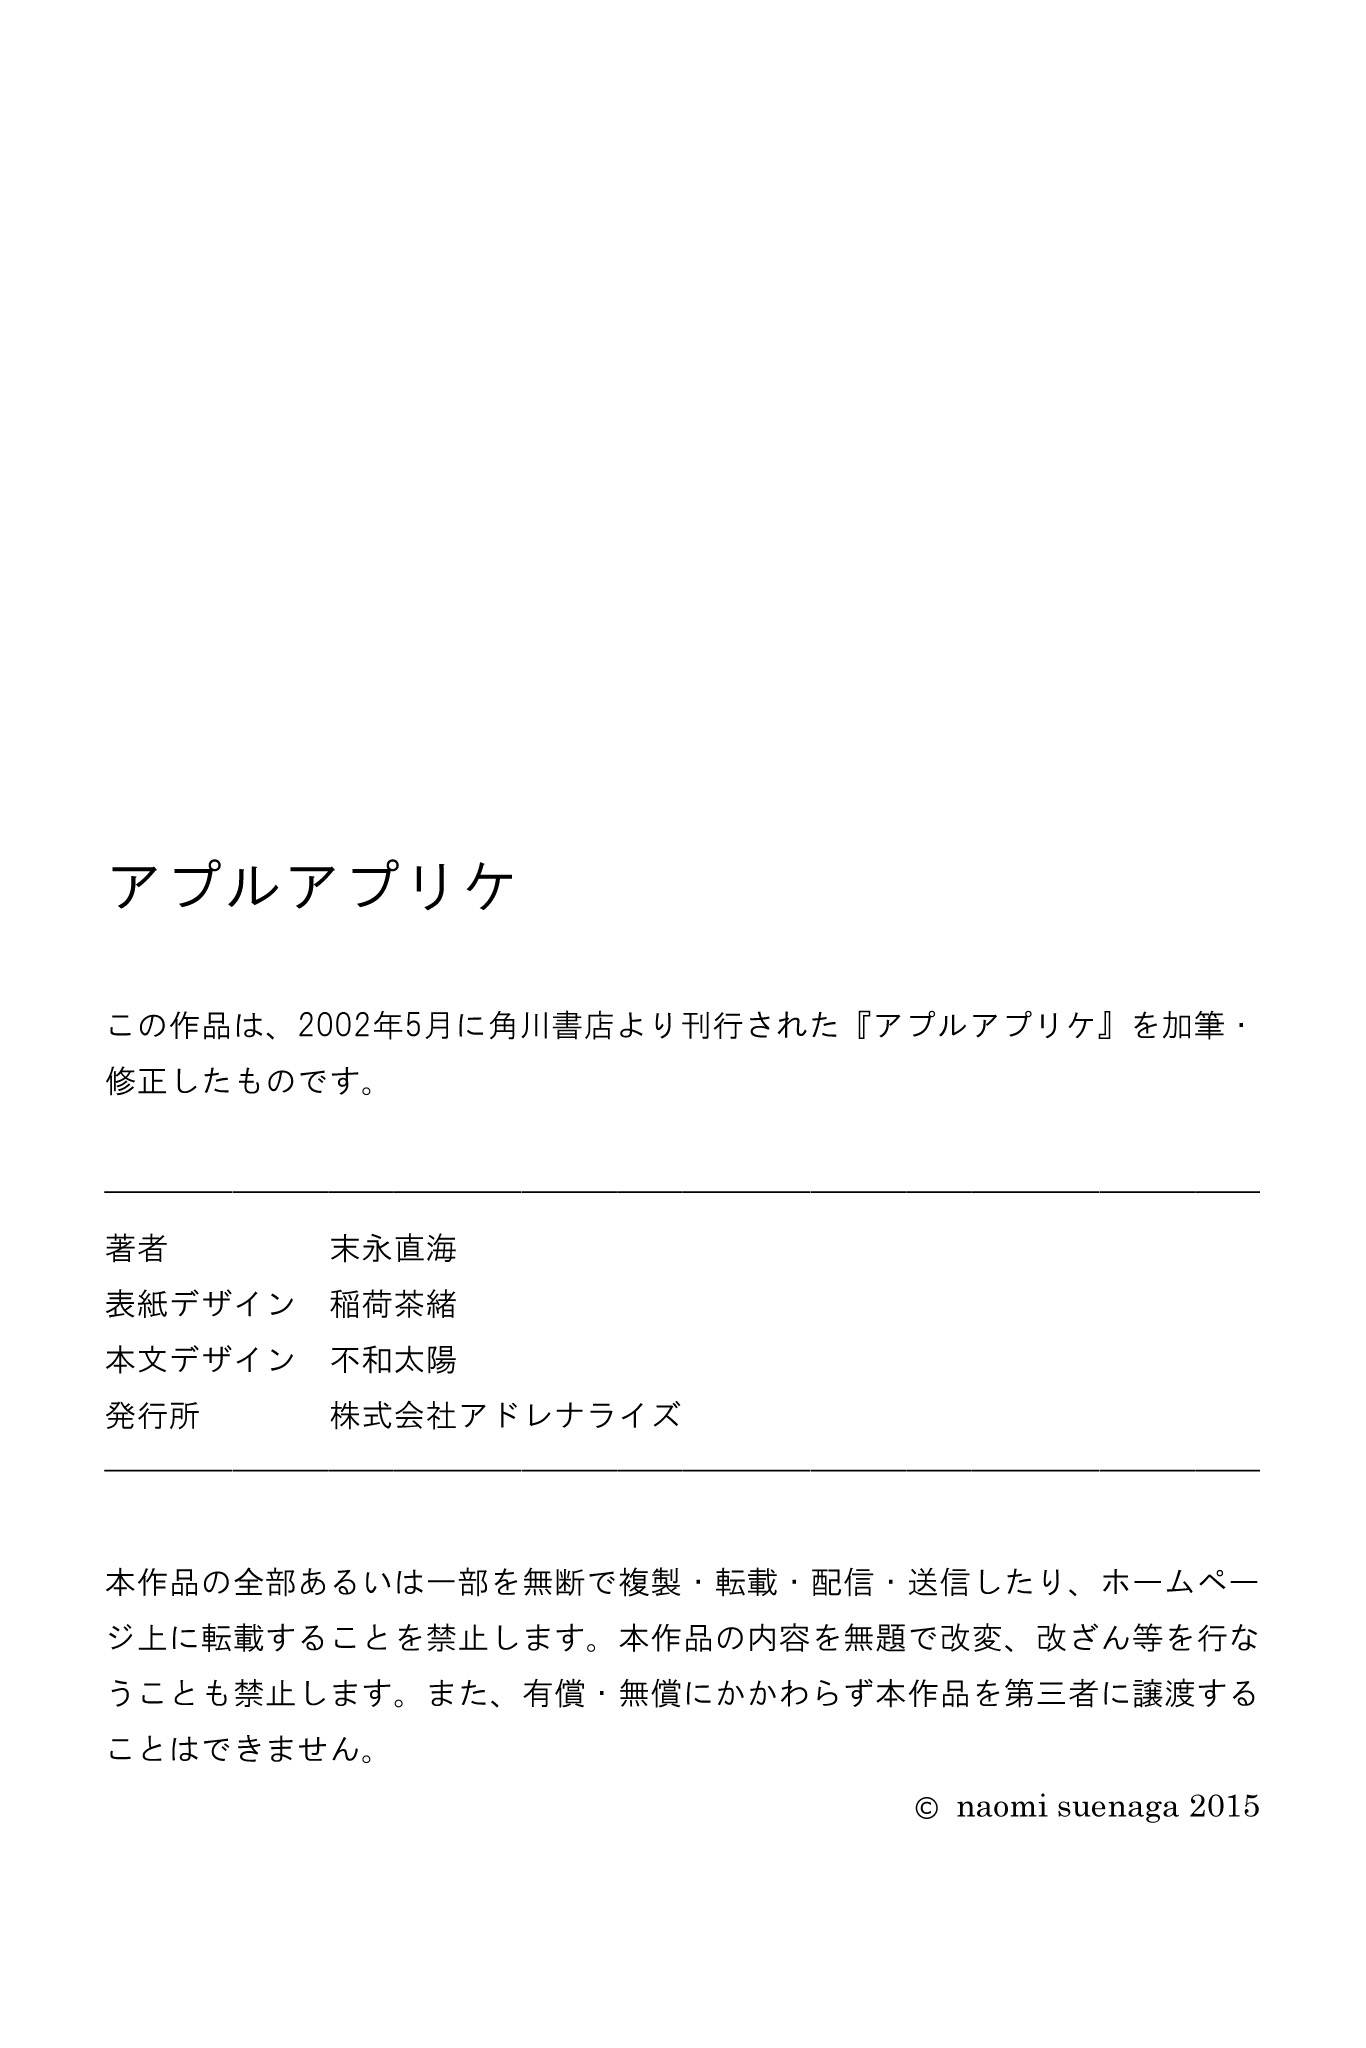 アプルアプリケ
この作品は、2002年5月に角川書店より刊行された『アプルアプリケ』を加筆・
修正したものです。
著者　　　　　末永直海
表紙デザイン　稲荷茶緒
本文デザイン　不和太陽
発行所　　　　株式会社アドレナライズ
本作品の全部あるいは一部を無断で複製・転載・配信・送信したり、ホームペー
ジ上に転載することを禁止します。本作品の内容を無題で改変、改ざん等を行な
うことも禁止します。また、有償・無償にかかわらず本作品を第三者に譲渡する
ことはできません。
© naomi suenaga 2015